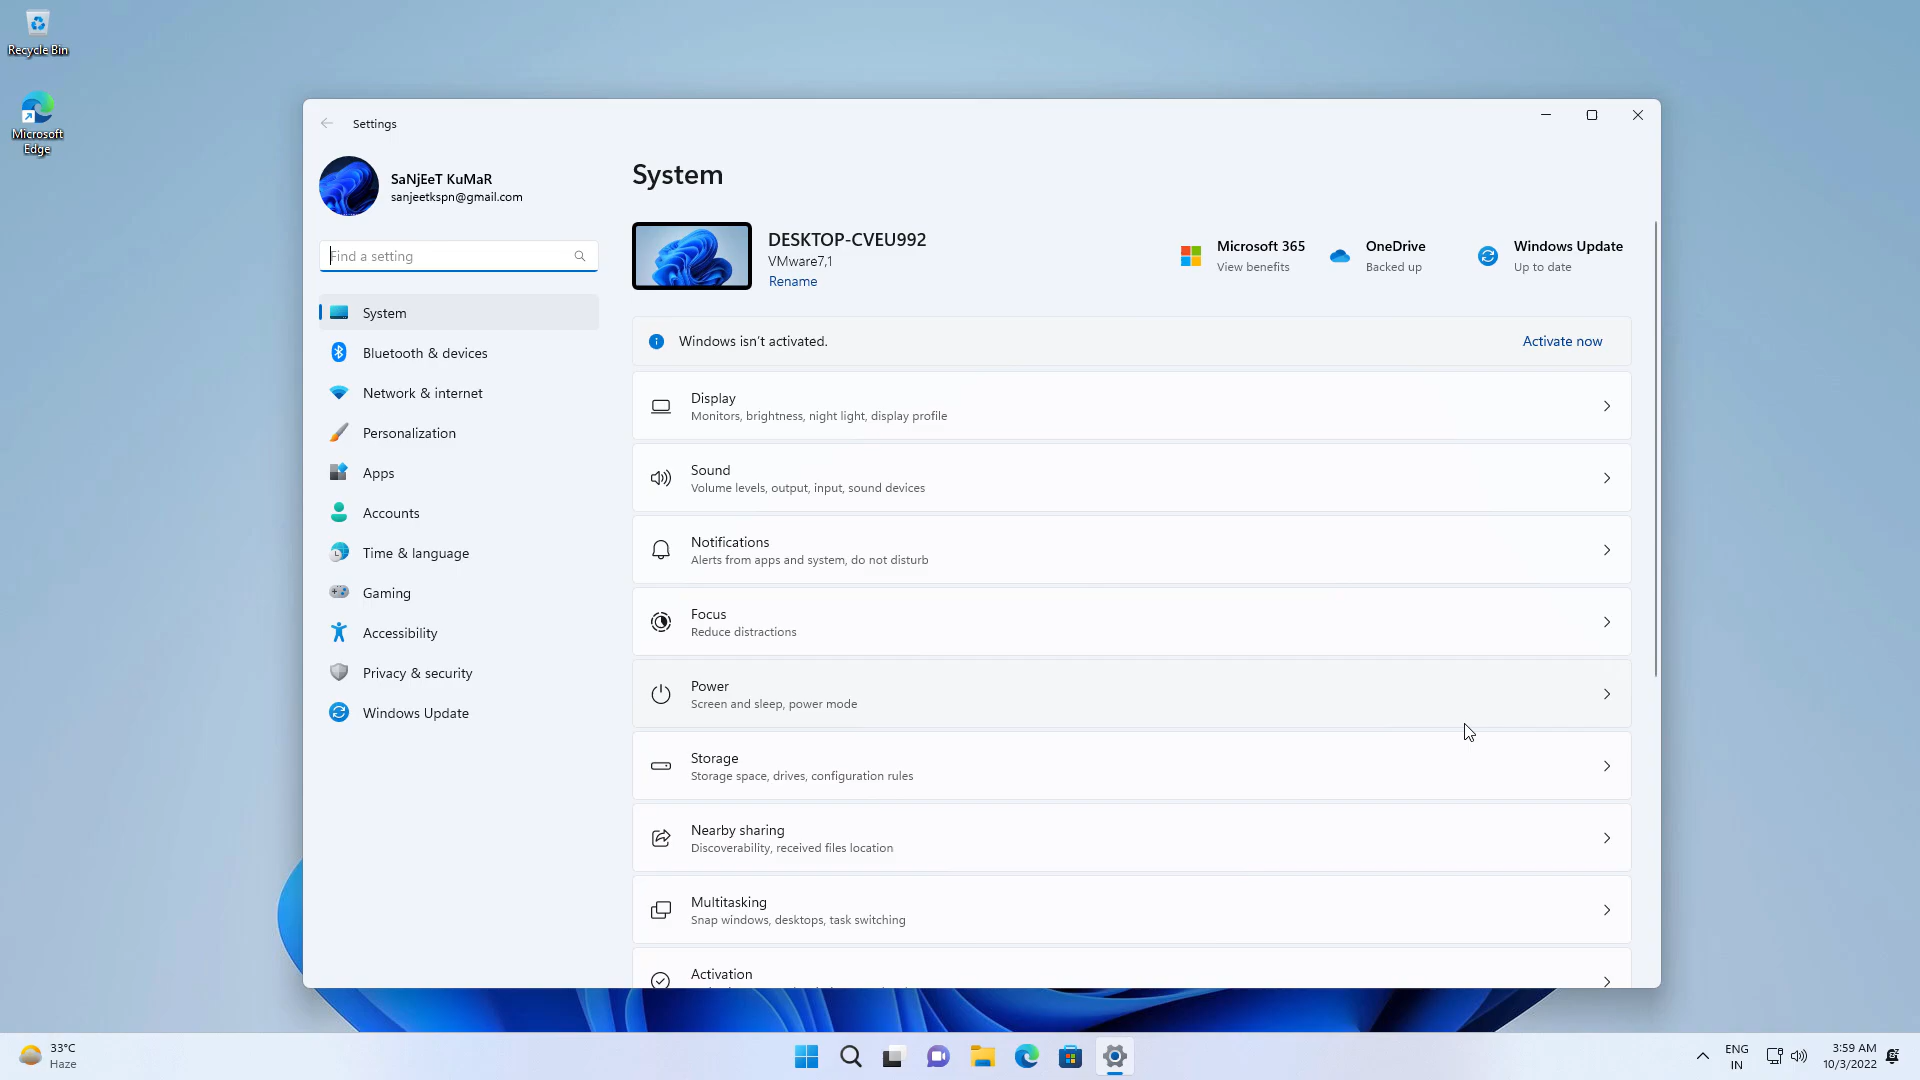 Recycle Bin
Microsoft
Edge
Settings
SaNjEeT KuMaR
sanjeetkspn@gmail.com
Find a setting
System
Bluetooth & devices
Network & internet
Personalization
Apps
Accounts
Time & language
Gaming
Accessibility
Privacy & security
Windows Update
System
DESKTOP-CVEU992
VMware7,1
Rename
Microsoft 365
View benefits
OneDrive
Backed up
Windows Update
Up to date
Windows isn't activated.
Activate now
Display
Monitors, brightness, night light, display profile
Sound
Volume levels, output, input, sound devices
Notifications
Alerts from apps and system, do not disturb
Focus
Reduce distractions
Power
Screen and sleep, power mode
Storage
Storage space, drives, configuration rules
Nearby sharing
Discoverability, received files location
Multitasking
Snap windows, desktops, task switching
Activation
33°C
Haze
ENG
IN
3:59 AM
10/3/2022